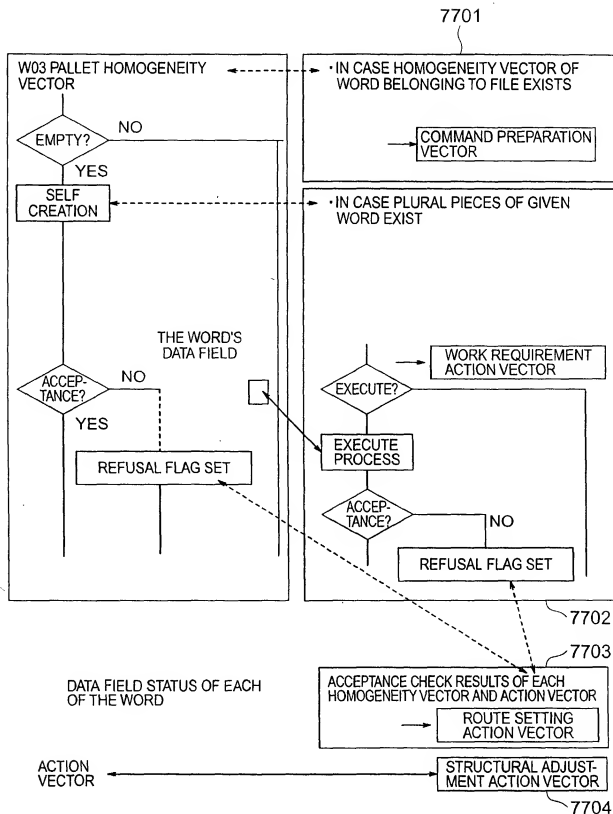 7701
W03 PALLET HOMOGENEITY
VECTOR
EMPTY?
NO
YES
SELF
CREATION
THE WORD'S
DATA FIELD
ACCEP-
TANCE?
NO
YES
REFUSAL FLAG SET
• IN CASE HOMOGENEITY VECTOR OF
WORD BELONGING TO FILE EXISTS
COMMAND PREPARATION
VECTOR
• IN CASE PLURAL PIECES OF GIVEN
WORD EXIST
WORK REQUIREMENT
ACTION VECTOR
EXECUTE?
EXECUTE
PROCESS
ACCEP-
TANCE?
NO
REFUSAL FLAG SET
7702
7703
DATA FIELD STATUS OF EACH
OF THE WORD
ACCEPTANCE CHECK RESULTS OF EACH
HOMOGENEITY VECTOR AND ACTION VECTOR
ROUTE SETTING
ACTION VECTOR
ACTION
VECTOR
STRUCTURAL ADJUST-
MENT ACTION VECTOR
7704